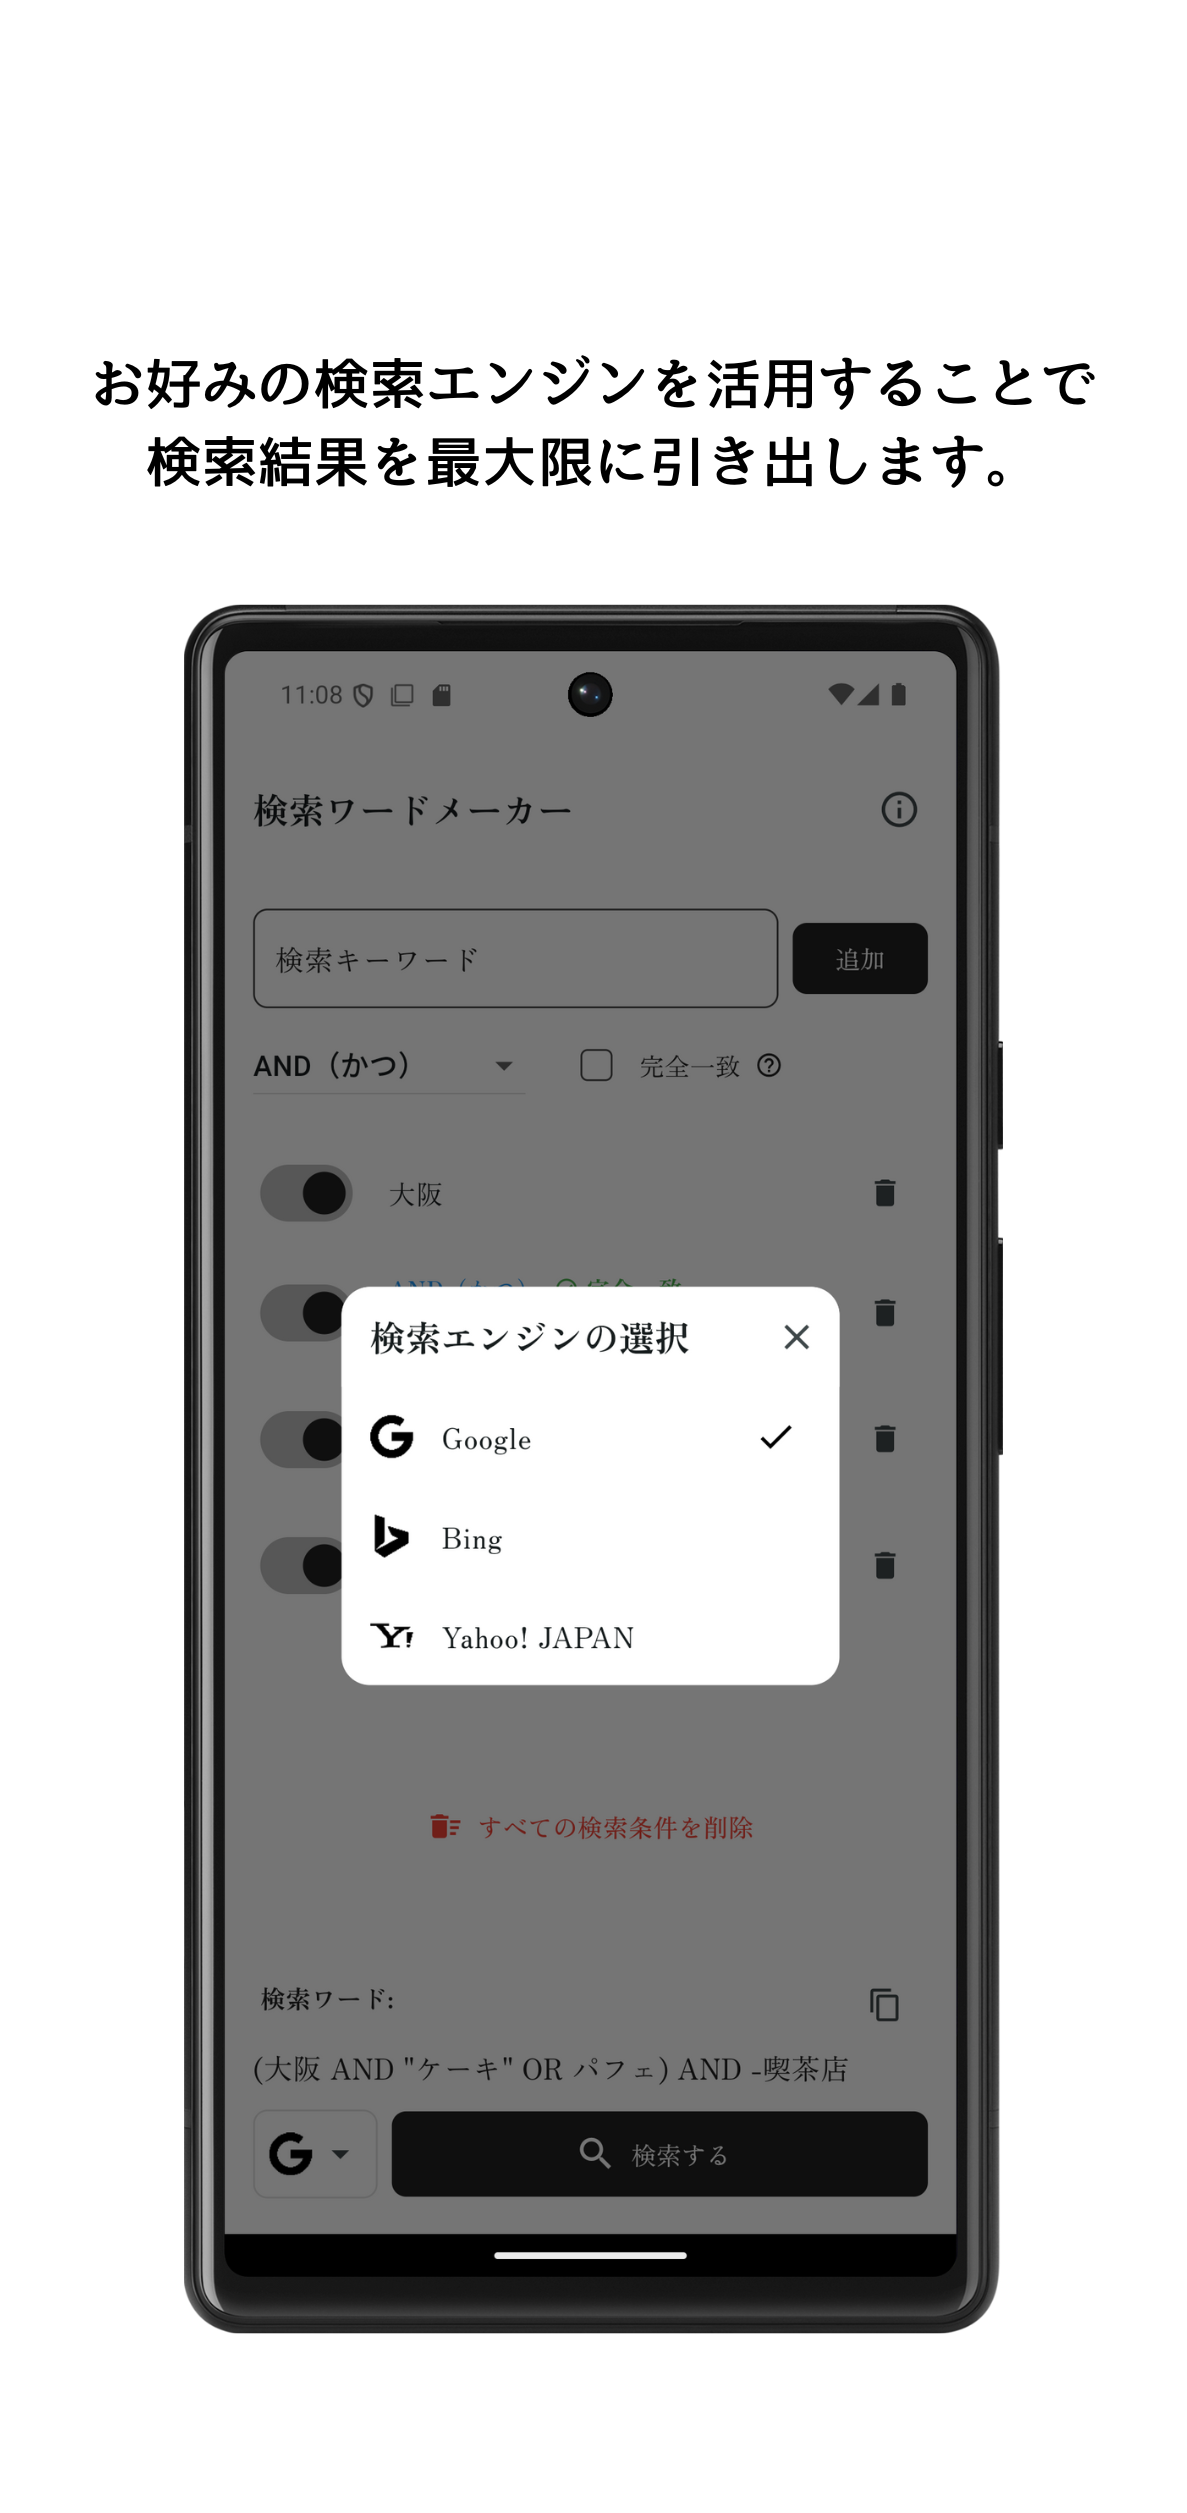 お好みの検索エンジンを活用することで
検索結果を最大限に引き出します。
11:08
検索ワードメーカー
検索キーワード
追加
AND（かつ）
完全一致
大阪
検索エンジンの選択
Google
Bing
Yahoo! JAPAN
すべての検索条件を削除
検索ワード:
(大阪 AND "ケーキ" OR パフェ) AND -喫茶店
検索する